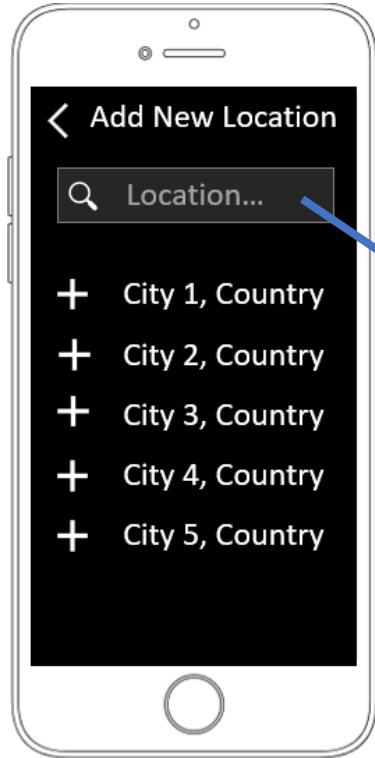 Add New Location
Location...
City 1, Country
City 2, Country
City 3, Country
City 4, Country
City 5, Country